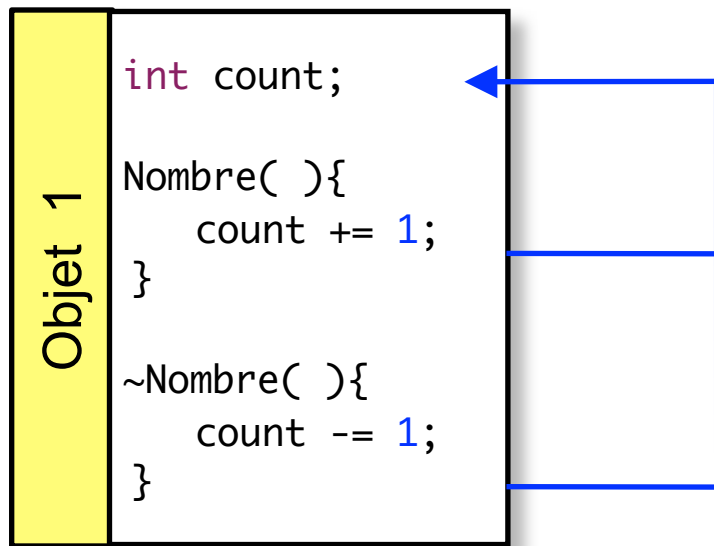 Objet 1
int count;
Nombre( ){
count += 1;
}
~Nombre( ){
count -= 1;
}